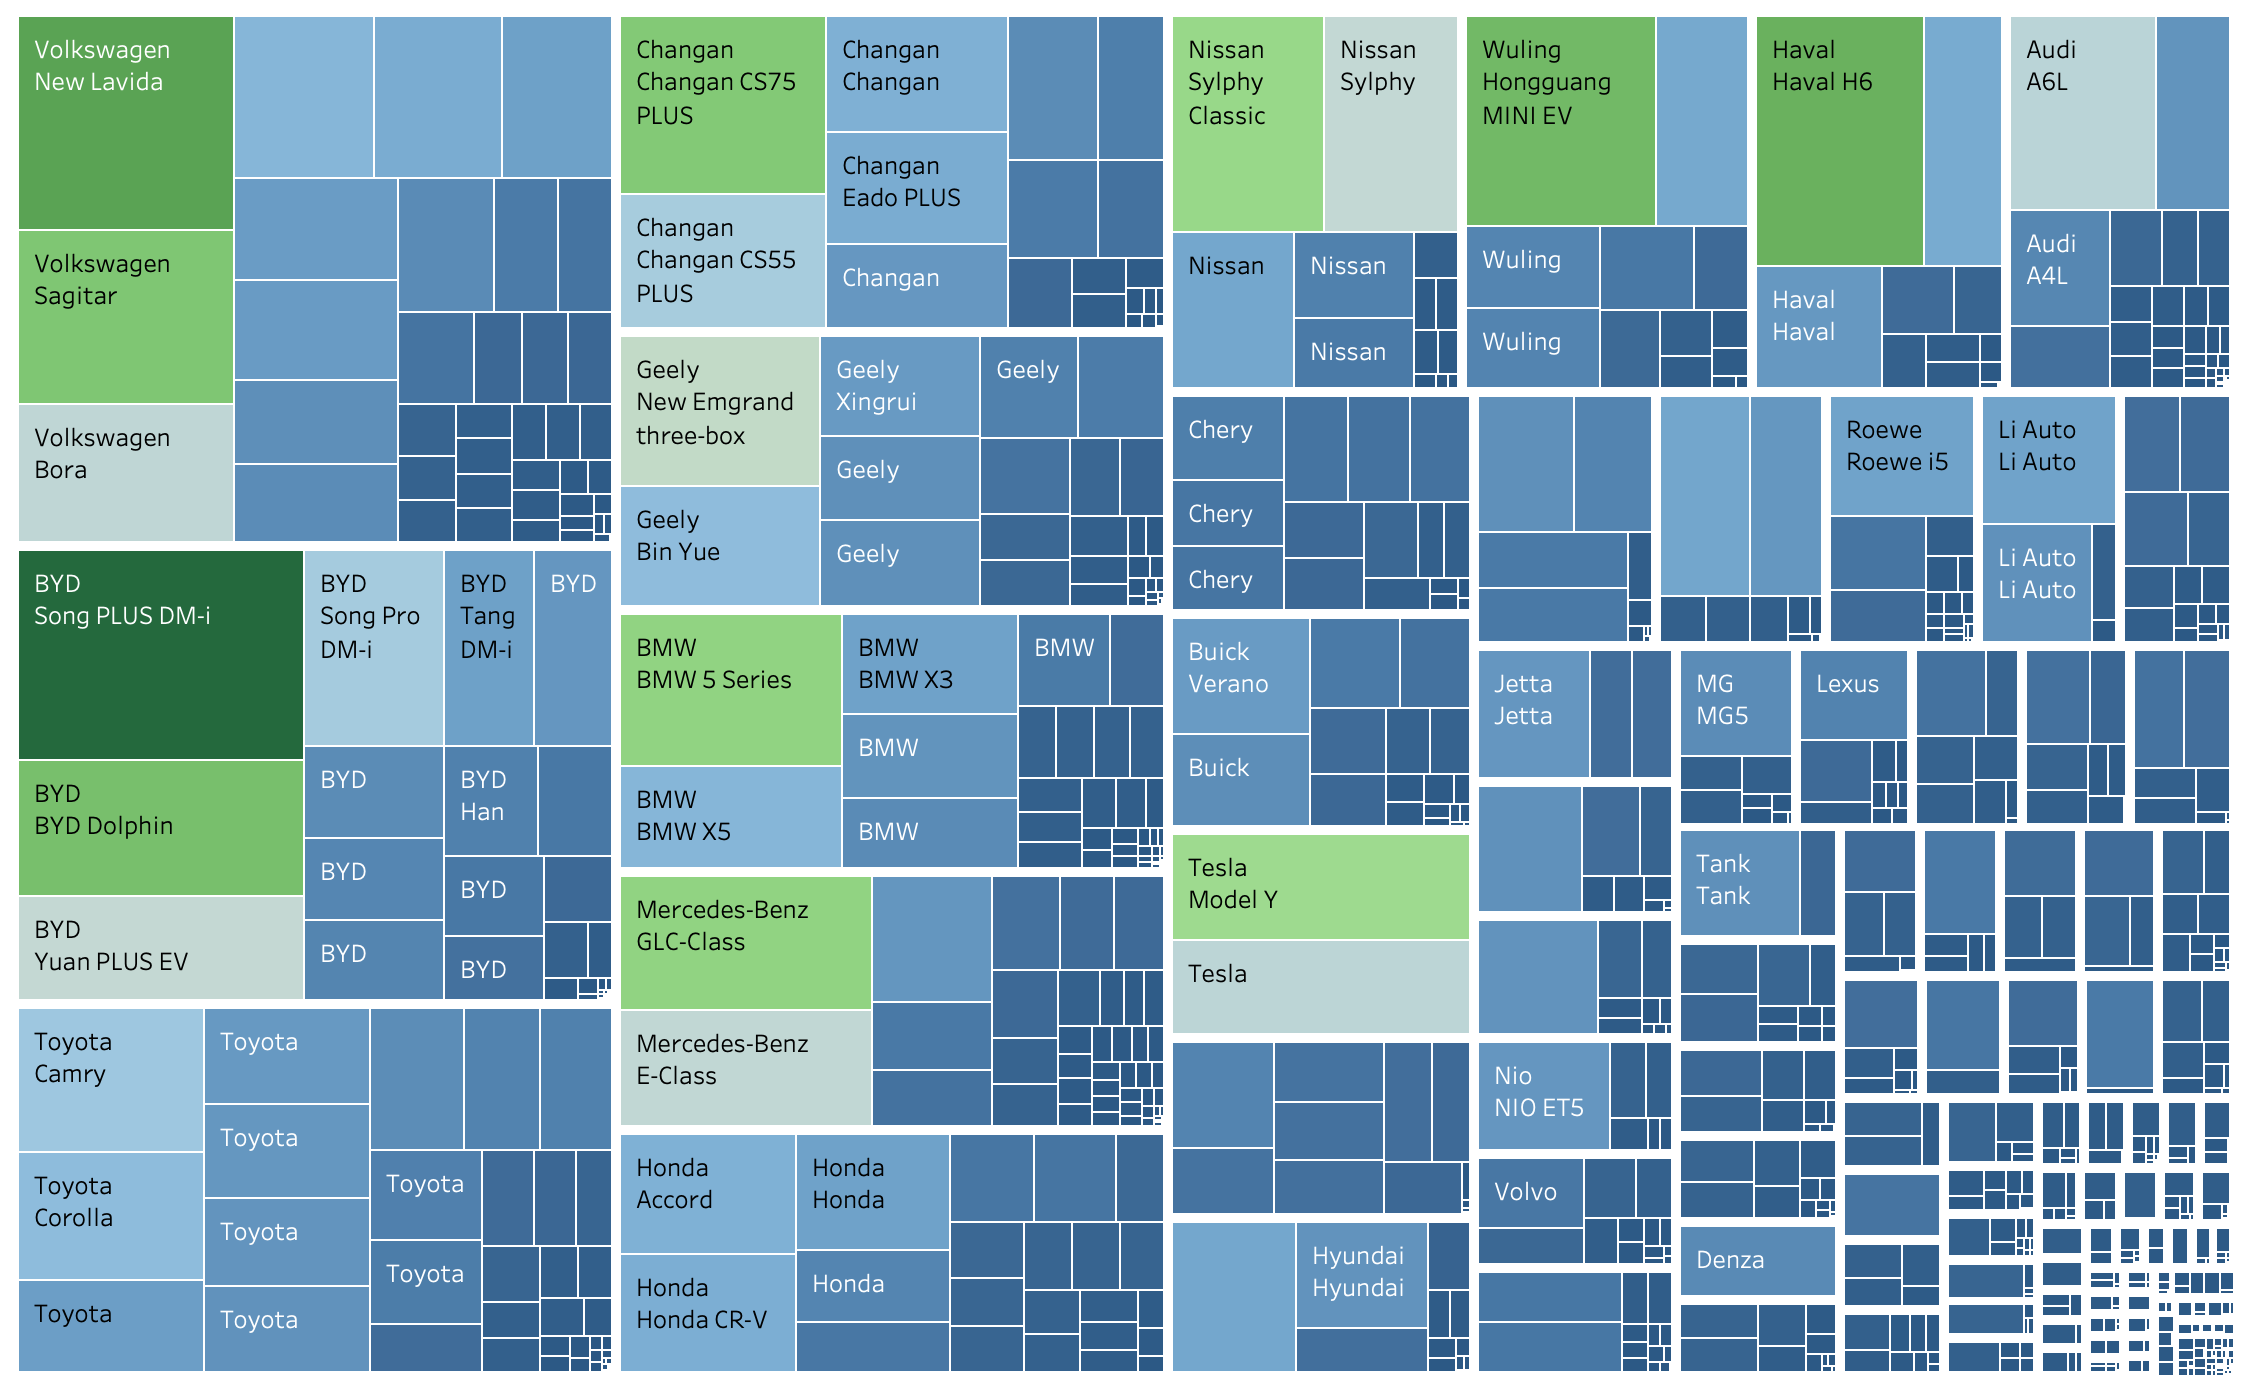 Volkswagen
New Lavida
Volkswagen
Sagitar
Volkswagen
Bora
BYD
Song PLUS DM-i
BYD
BYD Dolphin
BYD
Yuan PLUS EV
BYD
Song Pro
DM-i
BYD
Tang
DM-i
BYD
BYD
BYD
BYD
BYD
Han
BYD
BYD
Toyota
Camry
Toyota
Corolla
Toyota
Toyota
Toyota
Toyota
Toyota
Toyota
Toyota
Changan
Changan CS75
PLUS
Changan
Changan CS55
PLUS
Changan
Changan
Changan
Eado PLUS
Changan
Geely
New Emgrand
three-box
Geely
Bin Yue
Geely
Xingrui
Geely
Geely
Geely
BMW
BMW 5 Series
BMW
BMW X5
BMW
BMW X3
BMW
BMW
BMW
Mercedes-Benz
GLC-Class
Mercedes-Benz
E-Class
Honda
Accord
Honda
Honda CR-V
Honda
Honda
Honda
Nissan
Sylphy
Classic
Nissan
Sylphy
Nissan
Nissan
Nissan
Wuling
Hongguang
MINI EV
Wuling
Wuling
Haval
Haval H6
Haval
Haval
Audi
A6L
Audi
A4L
Chery
Chery
Chery
Buick
Verano
Buick
Tesla
Model Y
Tesla
Hyundai
Hyundai
Roewe
Roewe i5
Li Auto
Li Auto
Li Auto
Li Auto
Jetta
Jetta
MG
MG5
Lexus
Tank
Tank
Nio
NIO ET5
Volvo
Denza